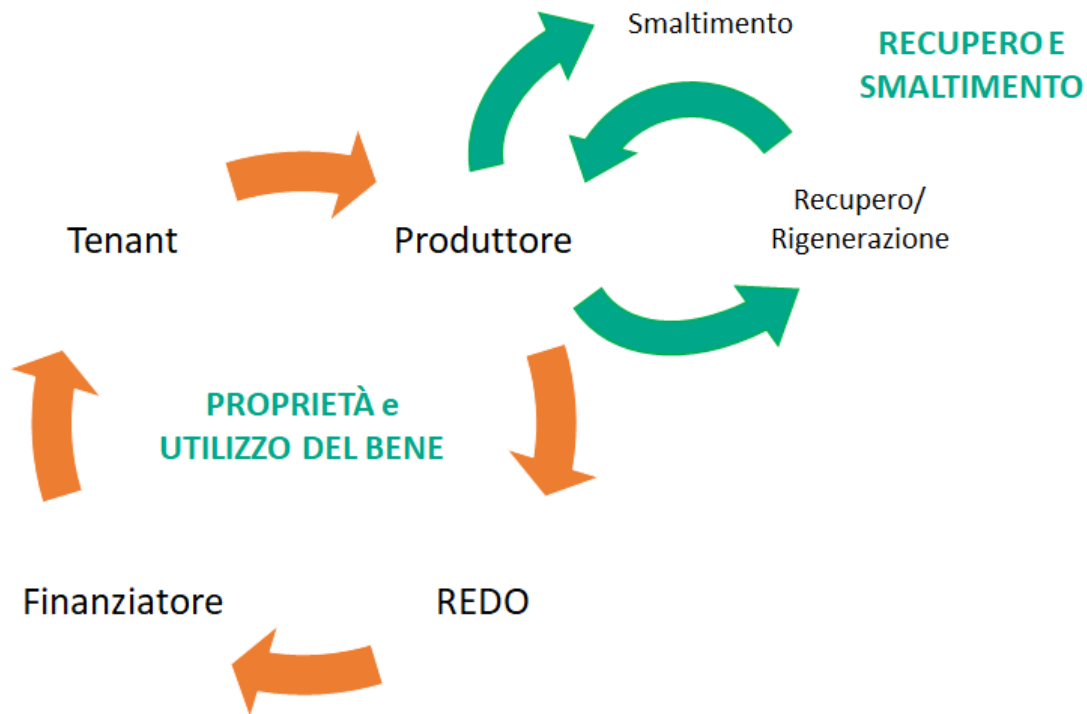 Smaltimento
RECUPERO E
SMALTIMENTO
Recupero/
Rigenerazione
Tenant
Produttore
PROPRIETÀ e
UTILIZZO DEL BENE
Finanziatore
REDO